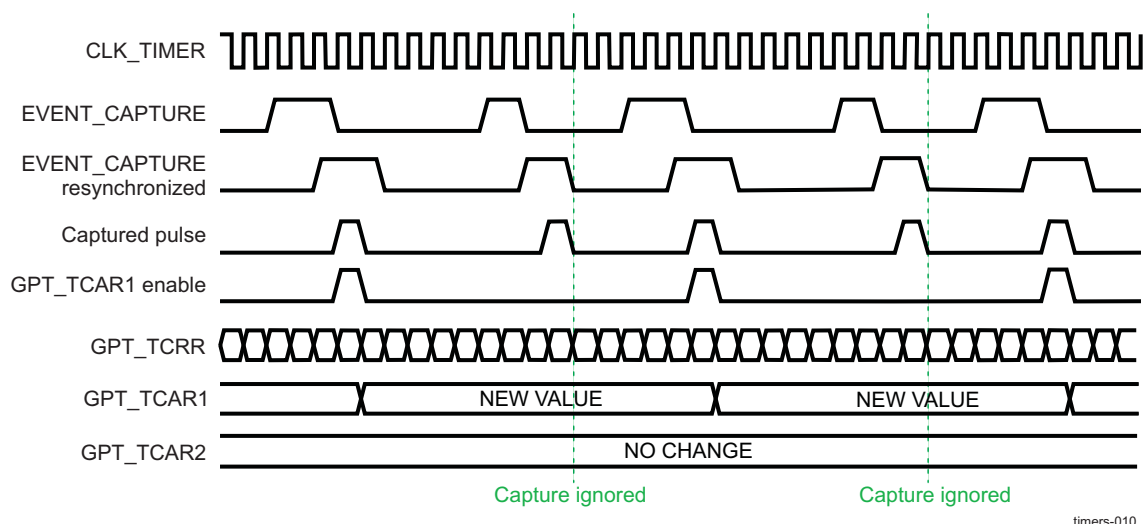 CLK_TIMER
EVENT_CAPTURE
EVENT_CAPTURE
resynchronized
Captured pulse
GPT_TCAR1 enable
GPT_TCRR
GPT_TCAR1
NEW VALUE
NEW VALUE
GPT_TCAR2
NO CHANGE
Capture ignored
Capture ignored
timers-010